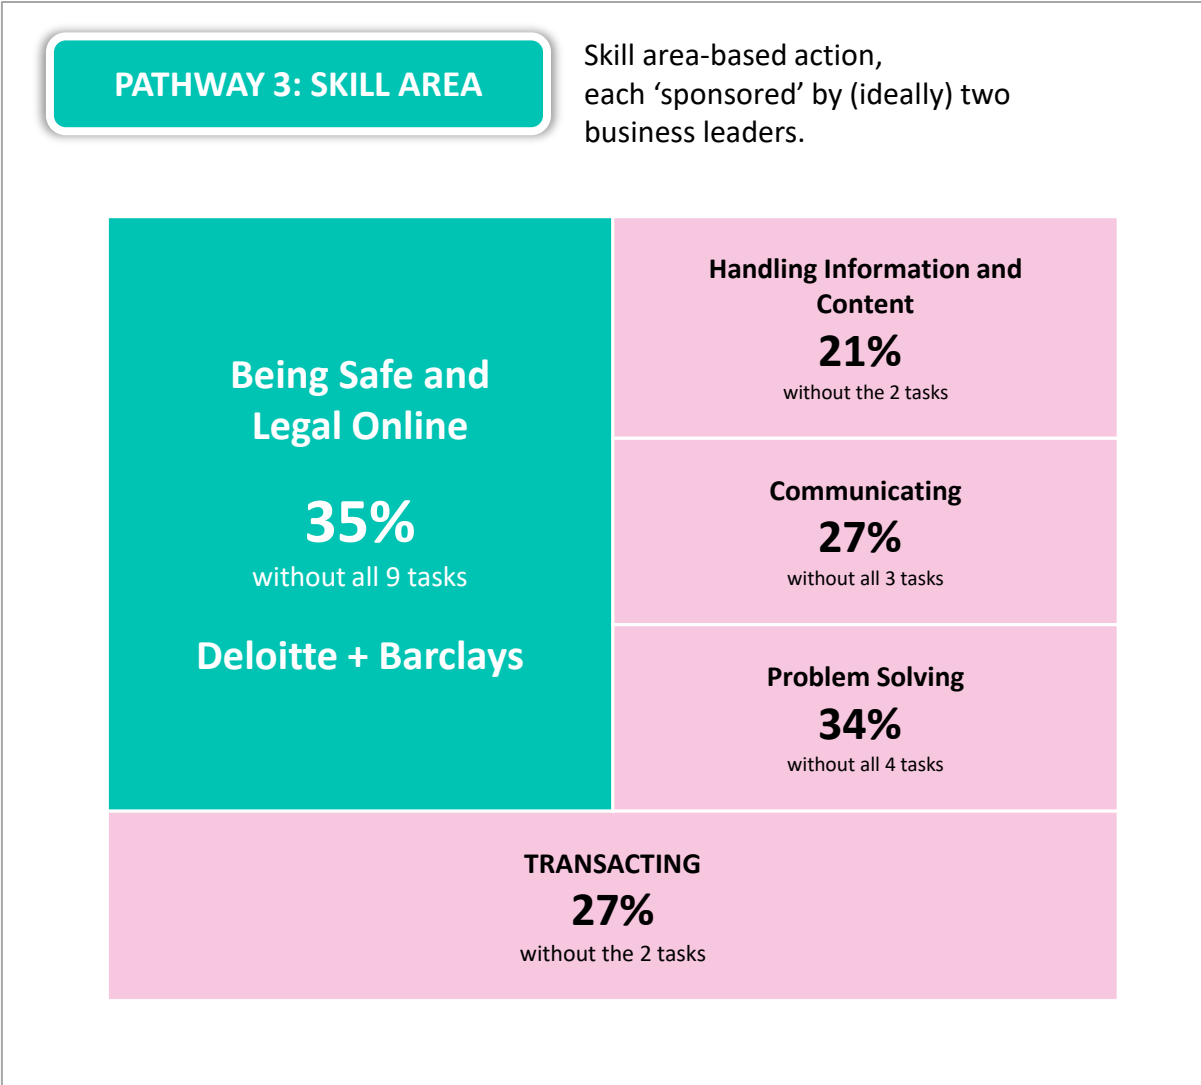 PATHWAY 3: SKILL AREA
Skill area-based action,
each ‘sponsored’ by (ideally) two
business leaders.
Being Safe and
Legal Online
35%
without all 9 tasks
Deloitte + Barclays
Handling Information and
Content
21%
without the 2 tasks
Communicating
27%
without all 3 tasks
Problem Solving
34%
without all 4 tasks
TRANSACTING
27%
without the 2 tasks